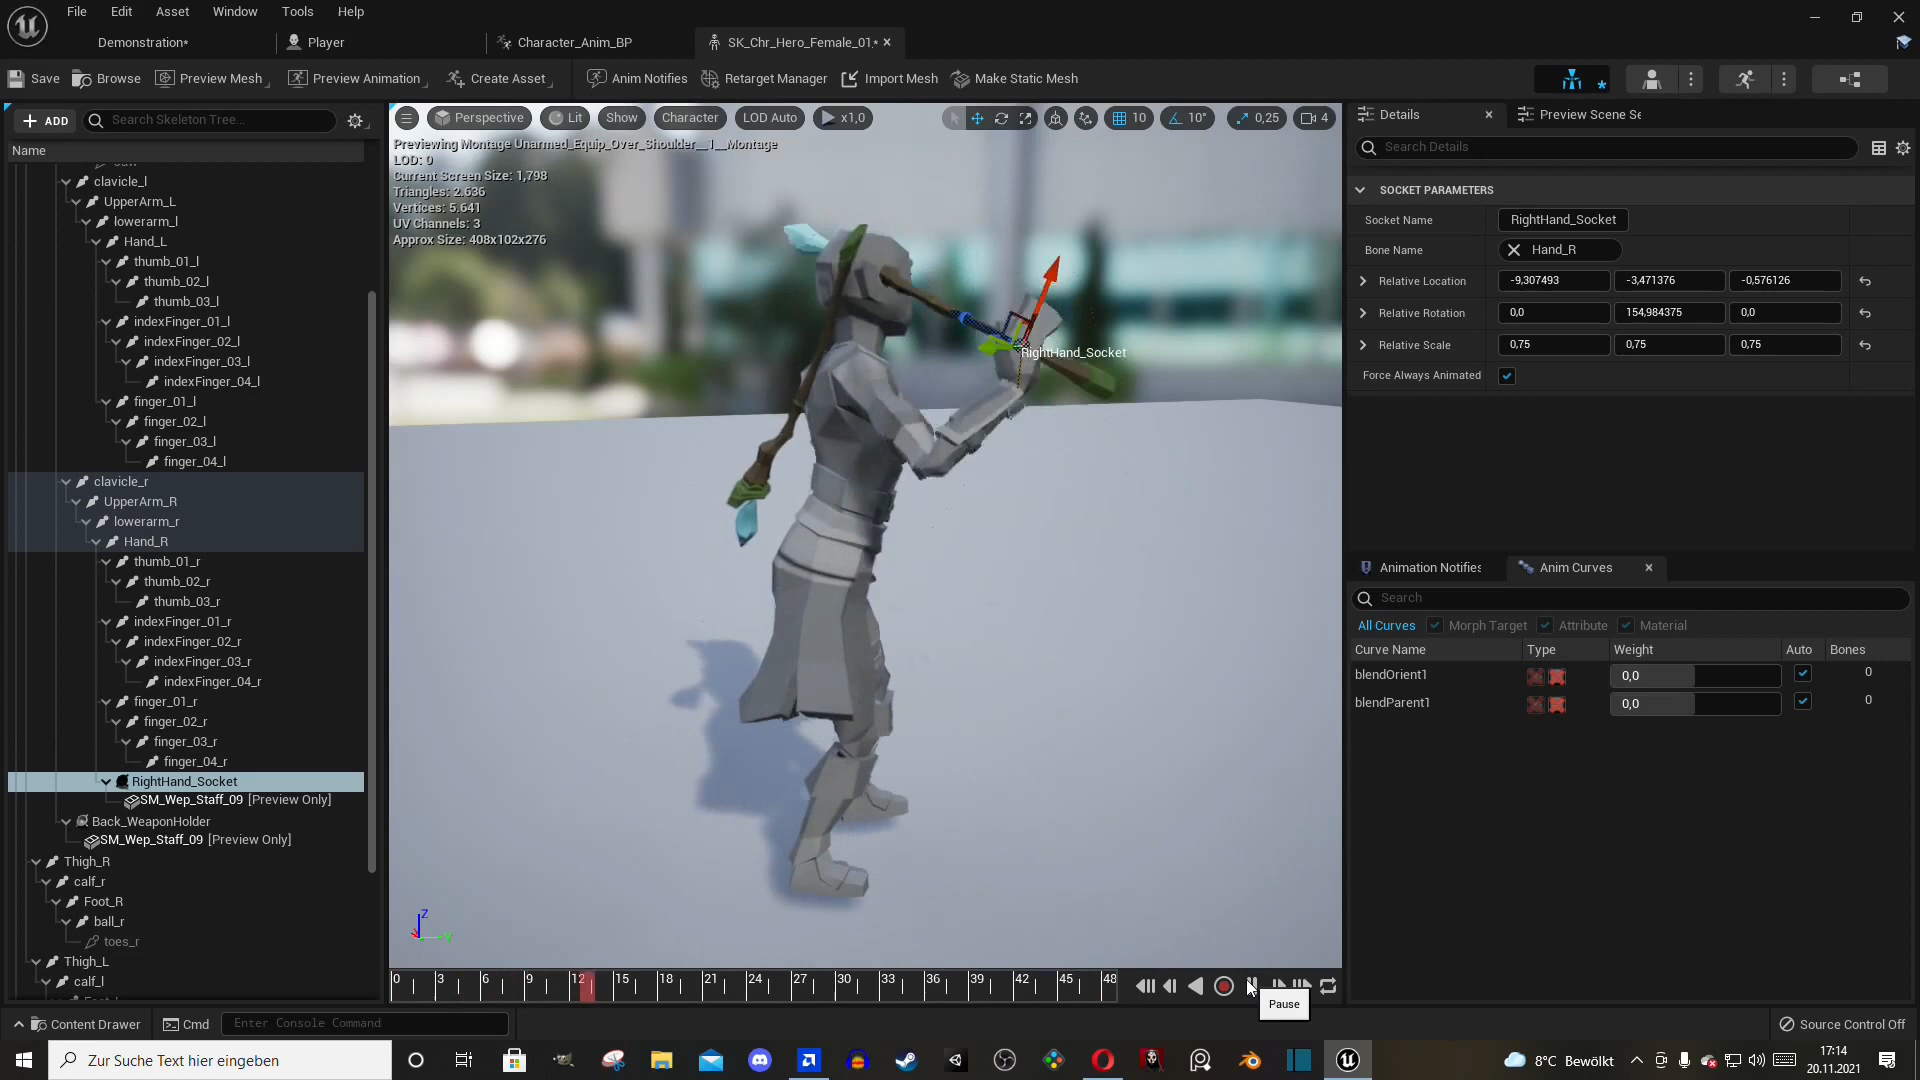 File Edit Asset Window Tools Help
Demonstration* Player Character_Anim_BP SK_Chr_Hero_Female_01.*
Save Browse Preview Mesh Preview Animation Create Asset Anim Notifies Retarget Manager Import Mesh Make Static Mesh
ADD Search Skeleton Tree...
Name
clavicle_l
UpperArm_L
lowerarm_l
Hand_L
thumb_01_l
thumb_02_l
thumb_03_l
indexFinger_01_l
indexFinger_02_l
indexFinger_03_l
indexFinger_04_l
finger_01_l
finger_02_l
finger_03_l
finger_04_l
clavicle_r
UpperArm_R
lowerarm_r
Hand_R
thumb_01_r
thumb_02_r
thumb_03_r
indexFinger_01_r
indexFinger_02_r
indexFinger_03_r
indexFinger_04_r
finger_01_r
finger_02_r
finger_03_r
finger_04_r
RightHand_Socket
SM_Wep_Staff_09 [Preview Only]
Back_WeaponHolder
SM_Wep_Staff_09 [Preview Only]
Thigh_R
calf_r
Foot_R
ball_r
toes_r
Thigh_L
calf_l
Perspective Lit Show Character LOD Auto x1,0 10 10° 0,25 4
Previewing Montage Unarmed_Equip_Over_Shoulder__1__Montage
LOD: 0
Current Screen Size: 1,798
Triangles: 2.636
Vertices: 5.641
UV Channels: 3
Approx Size: 408x102x276
RightHand_Socket
Z
Y
0 3 6 9 12 15 18 21 24 27 30 33 36 39 42 45 48
Pause
Details Preview Scene Se
Search Details
SOCKET PARAMETERS
Socket Name RightHand_Socket
Bone Name Hand_R
Relative Location -9,307493 -3,471376 -0,576126
Relative Rotation 0,0 154,984375 0,0
Relative Scale 0,75 0,75 0,75
Force Always Animated
Animation Notifies Anim Curves
Search
All Curves Morph Target Attribute Material
Curve Name Type Weight Auto Bones
blendOrient1 0,0 0
blendParent1 0,0 0
Content Drawer Cmd Enter Console Command Source Control Off
Zur Suche Text hier eingeben
8°C Bewölkt
17:14
20.11.2021